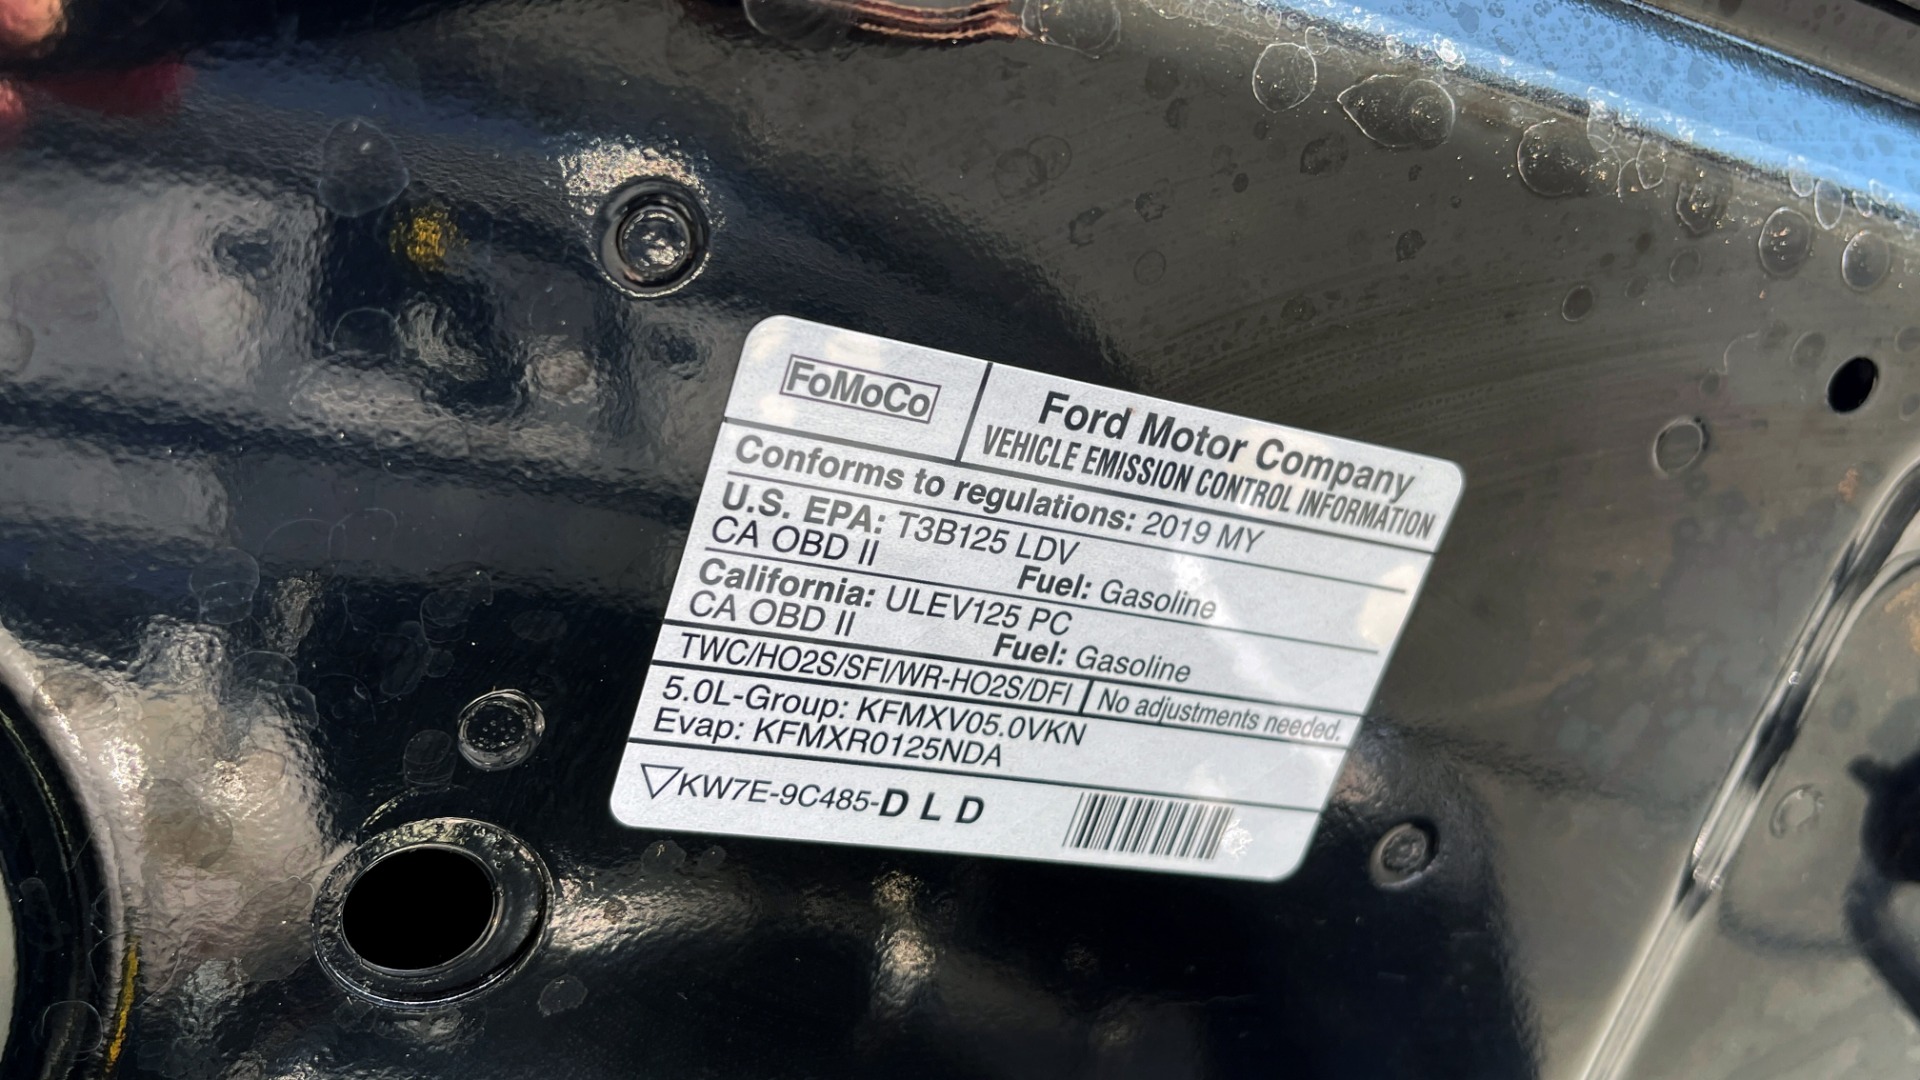 FoMoCo
Ford Motor Company
VEHICLE EMISSION CONTROL INFORMATION
Conforms to regulations: 2019 MY
U.S. EPA: T3B125 LDV
CA OBD II Fuel: Gasoline
California: ULEV125 PC
CA OBD II Fuel: Gasoline
TWC/HO2S/SFI/WR-HO2S/DFI No adjustments needed.
5.0L-Group: KFMXV05.0VKN
Evap: KFMXR0125NDA
▽KW7E-9C485-D L D